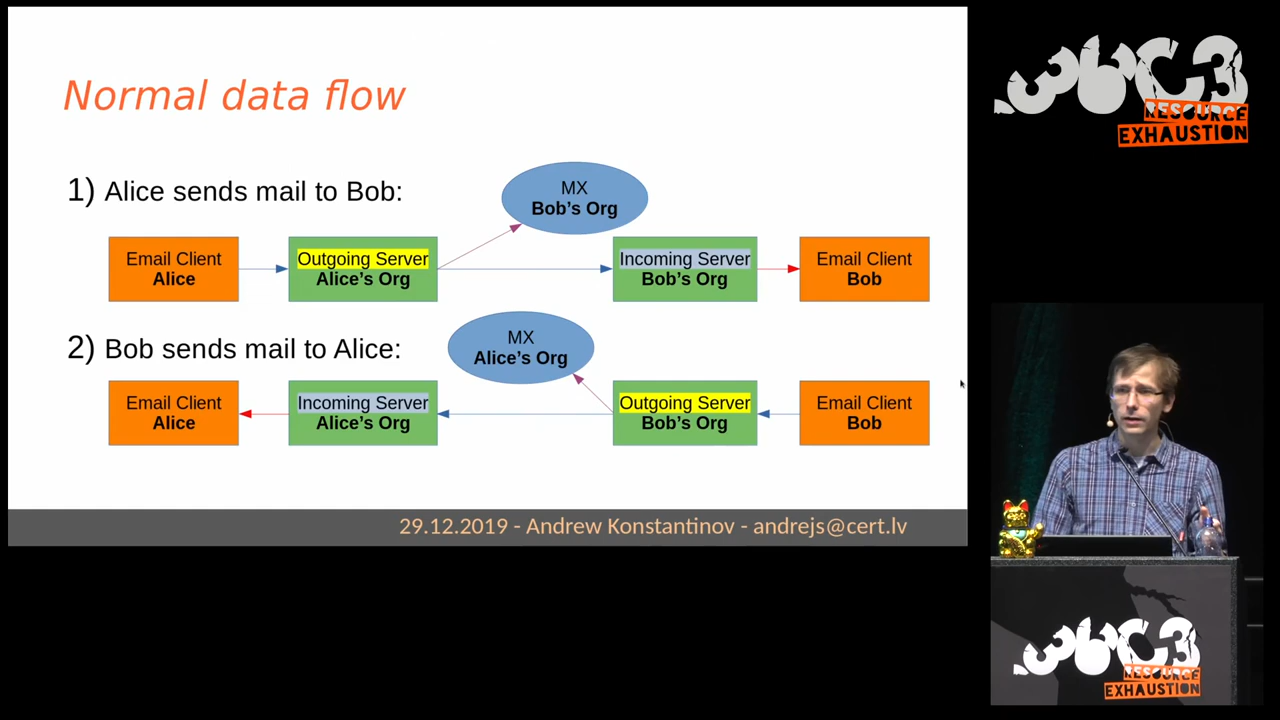 Normal data flow
1) Alice sends mail to Bob:
MX
Bob's Org
Email Client
Alice
Outgoing Server
Alice's Org
Incoming Server
Bob's Org
Email Client
Bob
2) Bob sends mail to Alice:
MX
Alice's Org
Email Client
Alice
Incoming Server
Alice's Org
Outgoing Server
Bob's Org
Email Client
Bob
29.12.2019 - Andrew Konstantinov - andrejs@cert.lv
36C3
RESOURCE
EXHAUSTION
36C3
RESOURCE
EXHAUSTION